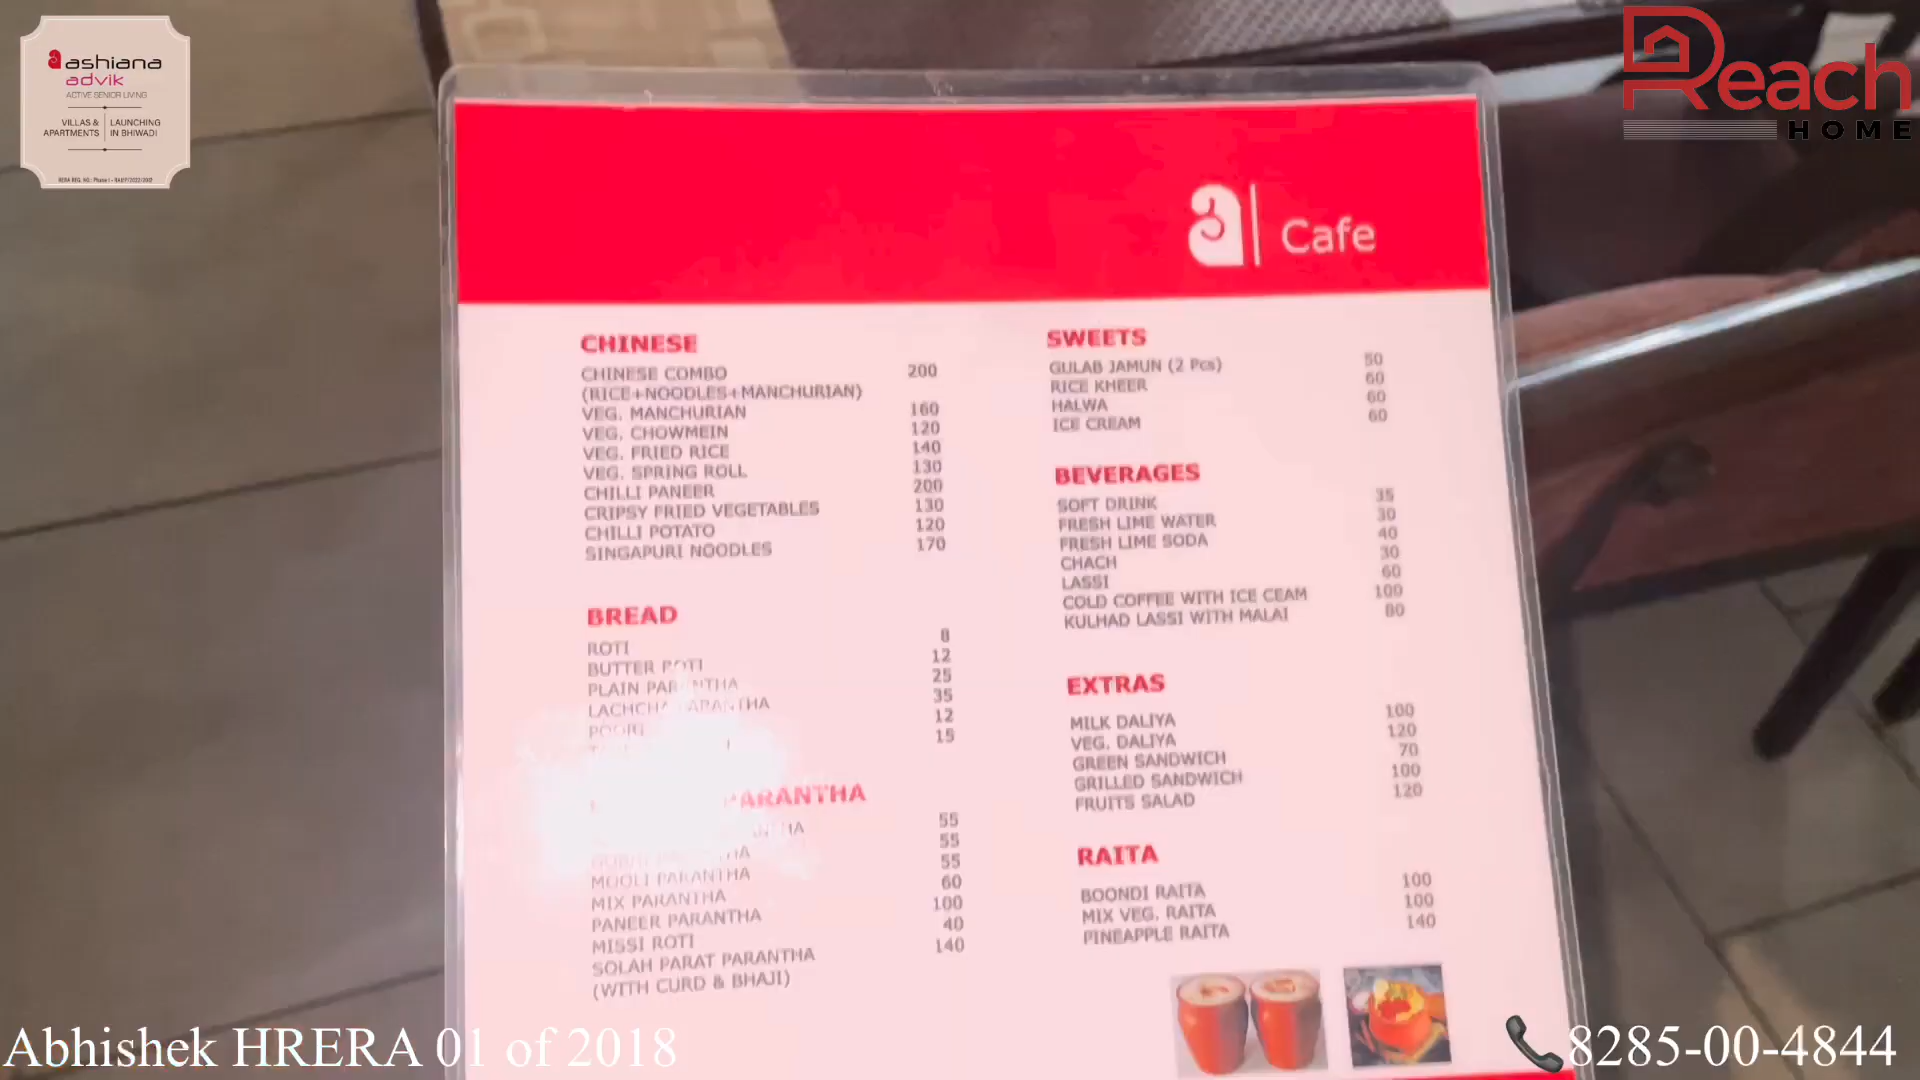 ashiana
advik
ACTIVE SENIOR LIVING
VILLAS & APARTMENTS
LAUNCHING IN BHIWADI
Reach
HOME
Cafe
CHINESE
CHINESE COMBO 200
(RICE+NOODLES+MANCHURIAN)
VEG. MANCHURIAN 160
VEG. CHOWMEIN 120
VEG. FRIED RICE 140
VEG. SPRING ROLL 130
CHILLI PANEER 200
CRIPSY FRIED VEGETABLES 130
CHILLI POTATO 120
SINGAPURI NOODLES 170
BREAD
ROTI 8
BUTTER ROTI 12
PLAIN PARANTHA 25
LACHCHA PARANTHA 35
POORI 12
15
PARANTHA
55
55
MOOLI PARANTHA 55
MIX PARANTHA 60
PANEER PARANTHA 100
MISSI ROTI 40
SOLAH PARAT PARANTHA 140
(WITH CURD & BHAJI)
SWEETS
GULAB JAMUN (2 Pcs) 50
RICE KHEER 60
HALWA 60
ICE CREAM 60
BEVERAGES
SOFT DRINK 35
FRESH LIME WATER 30
FRESH LIME SODA 40
CHACH 30
LASSI 60
COLD COFFEE WITH ICE CEAM 100
KULHAD LASSI WITH MALAI 80
EXTRAS
MILK DALIYA 100
VEG. DALIYA 120
GREEN SANDWICH 70
GRILLED SANDWICH 100
FRUITS SALAD 120
RAITA
BOONDI RAITA 100
MIX VEG. RAITA 100
PINEAPPLE RAITA 140
Abhishek HRERA 01 of 2018
8285-00-4844